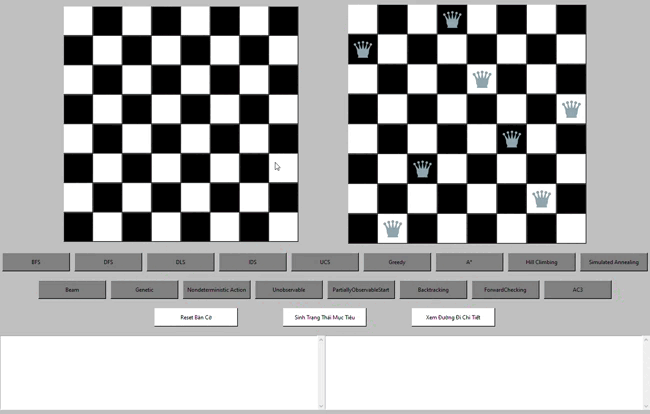 BFS DFS DLS IDS UCS Greedy A* Hill Climbing Simulated Annealing
Beam Genetic Nondeterministic Action Unobservable PartiallyObservableStart Backtracking ForwardChecking AC3
Reset Bàn Cờ Sinh Trạng Thái Mục Tiêu Xem Đường Đi Chi Tiết